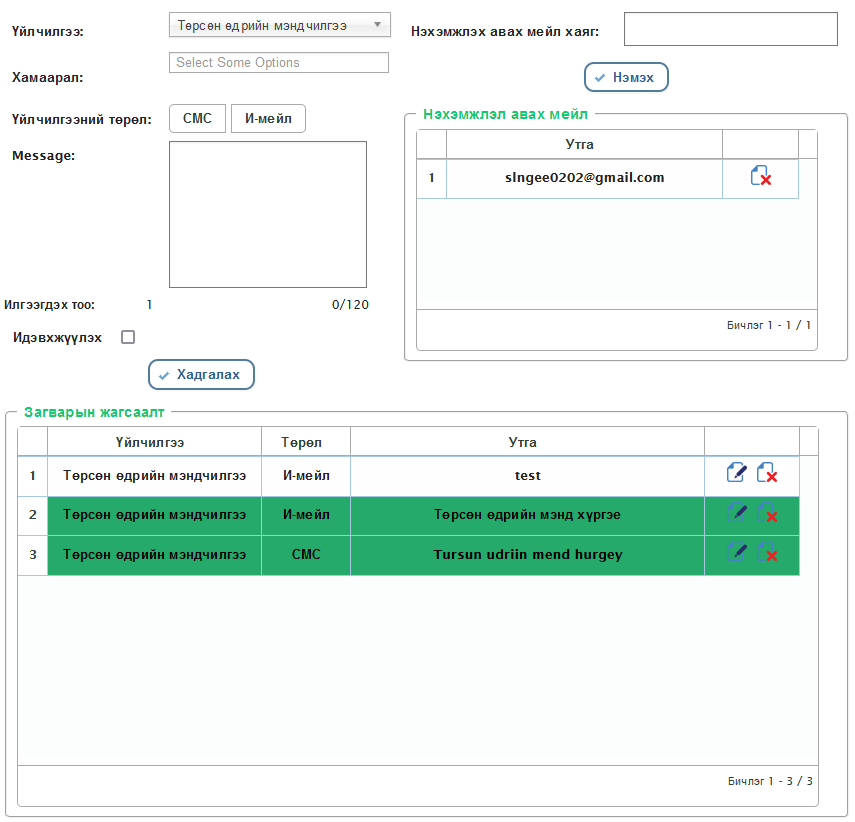 Үйлчилгээ:
Төрсөн өдрийн мэндчилгээ
Хамаарал:
Select Some Options
Үйлчилгээний төрөл:
СМС
И-мейл
Message:
Илгээгдэх тоо:
1
0/120
Идэвхжүүлэх
Хадгалах
Нэхэмжлэх авах мейл хаяг:
Нэмэх
Нэхэмжлэл авах мейл
Утга
1 slngee0202@gmail.com
Бичлэг 1 - 1 / 1
Загварын жагсаалт
Үйлчилгээ Төрөл Утга
1 Төрсөн өдрийн мэндчилгээ И-мейл test
2 Төрсөн өдрийн мэндчилгээ И-мейл Төрсөн өдрийн мэнд хүргэе
3 Төрсөн өдрийн мэндчилгээ СМС Tursun udriin mend hurgey
Бичлэг 1 - 3 / 3